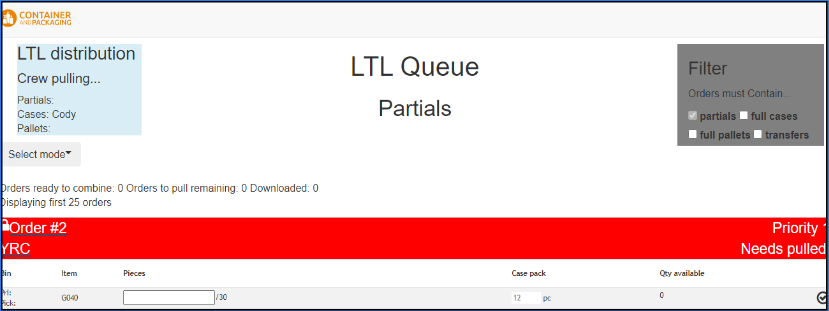 CONTAINER
AND PACKAGING
LTL distribution
Crew pulling...
Partials:
Cases: Cody
Pallets:
LTL Queue
Partials
Filter
Orders must Contain...
partials full cases
full pallets transfers
Select mode
Orders ready to combine: 0 Orders to pull remaining: 0 Downloaded: 0
Displaying first 25 orders
Order #2 Priority 1
YRC Needs pulled
Bin Item Pieces Case pack Qty available
Pri:
Pick: G040 /30 12 pc 0